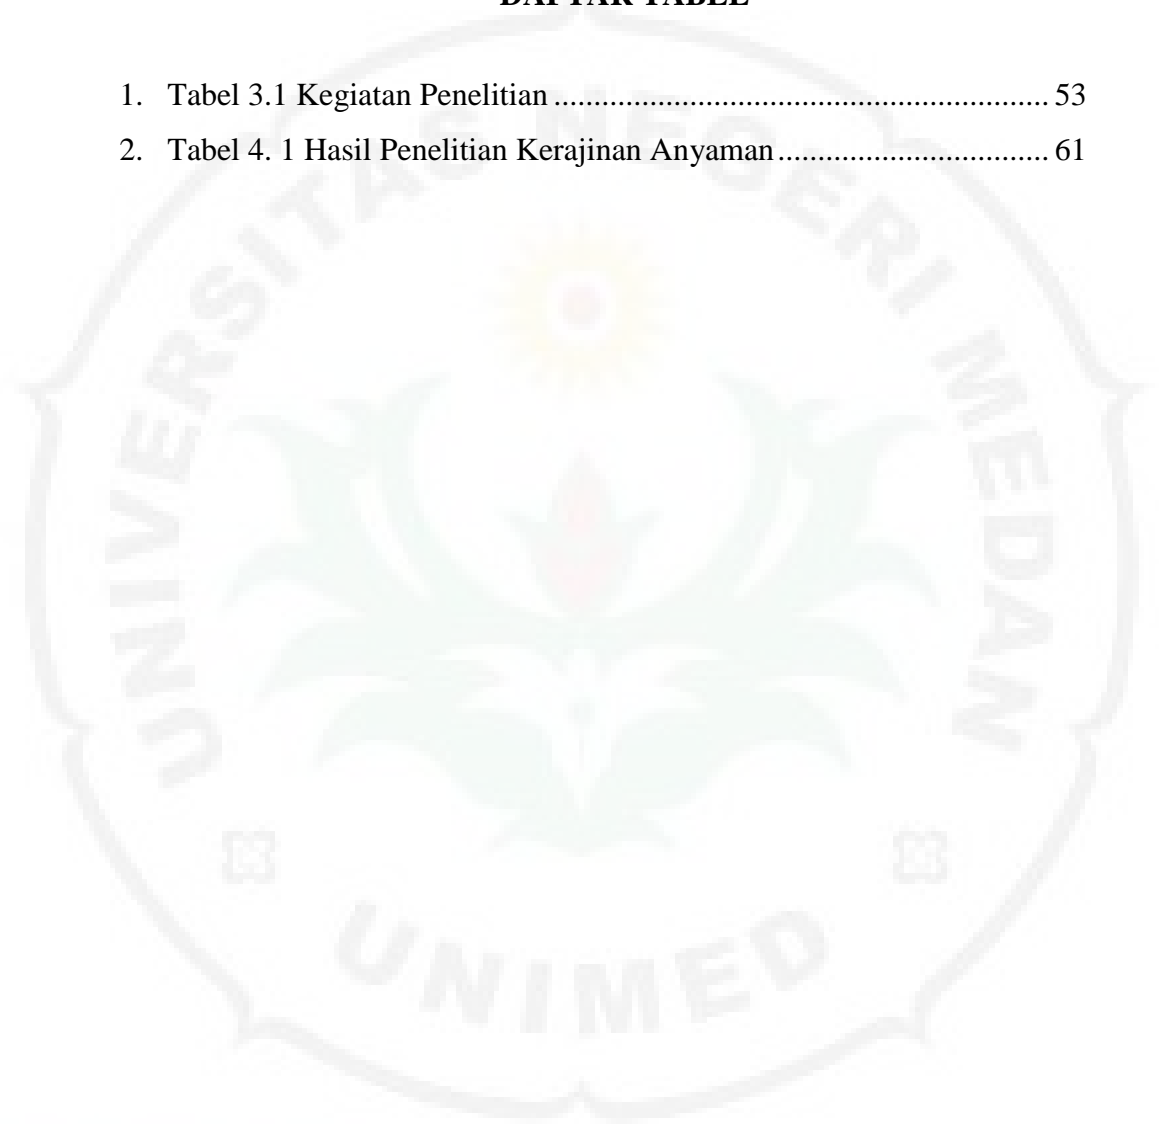 DAFTAR TABEL
1. Tabel 3.1 Kegiatan Penelitian .............................................................. 53
2. Tabel 4. 1 Hasil Penelitian Kerajinan Anyaman .................................. 61
UNIVERSITAS NEGERI MEDAN
UNIMED